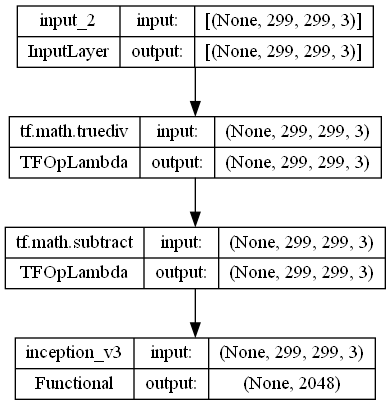 input_2 input: [(None, 299, 299, 3)]
InputLayer output: [(None, 299, 299, 3)]
tf.math.truediv input: (None, 299, 299, 3)
TFOpLambda output: (None, 299, 299, 3)
tf.math.subtract input: (None, 299, 299, 3)
TFOpLambda output: (None, 299, 299, 3)
inception_v3 input: (None, 299, 299, 3)
Functional output: (None, 2048)